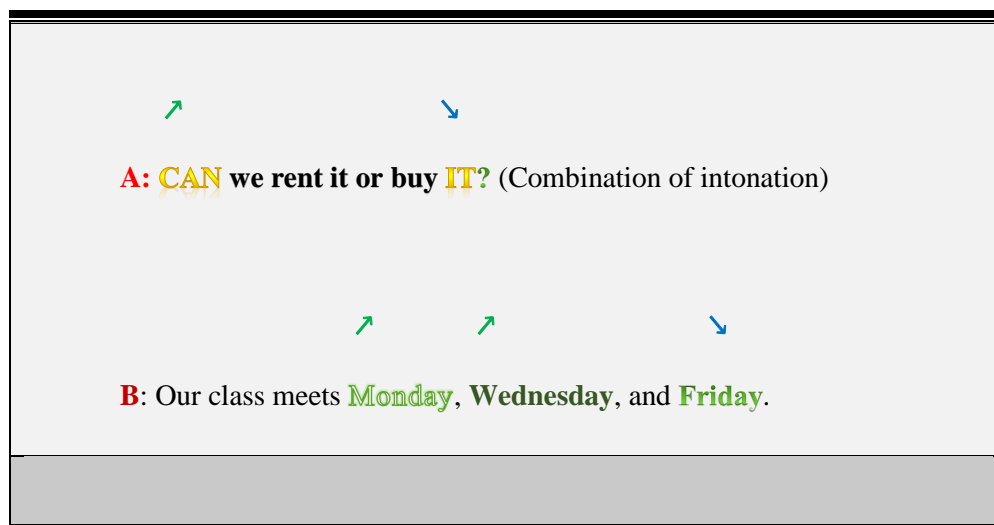 ↗ ↘
A: CAN we rent it or buy IT? (Combination of intonation)
↗ ↗ ↘
B: Our class meets Monday, Wednesday, and Friday.